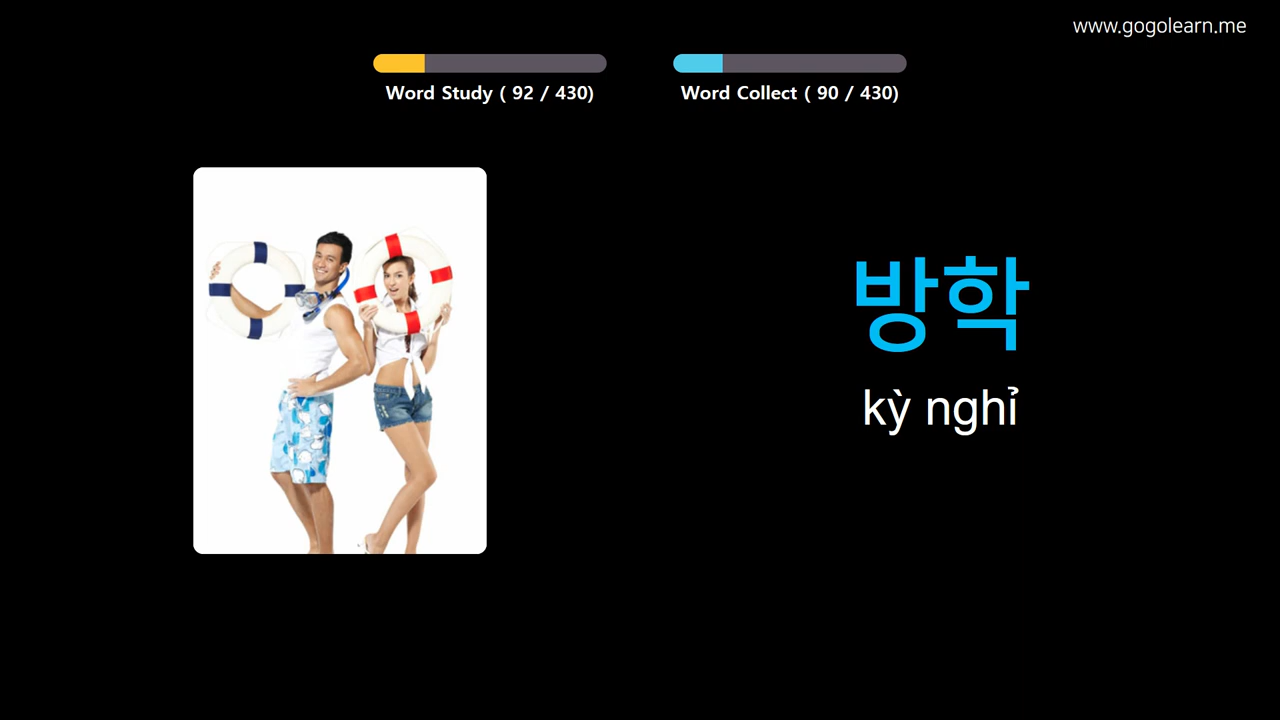 www.gogolearn.me
Word Study ( 92 / 430)
Word Collect ( 90 / 430)
방학
kỳ nghỉ